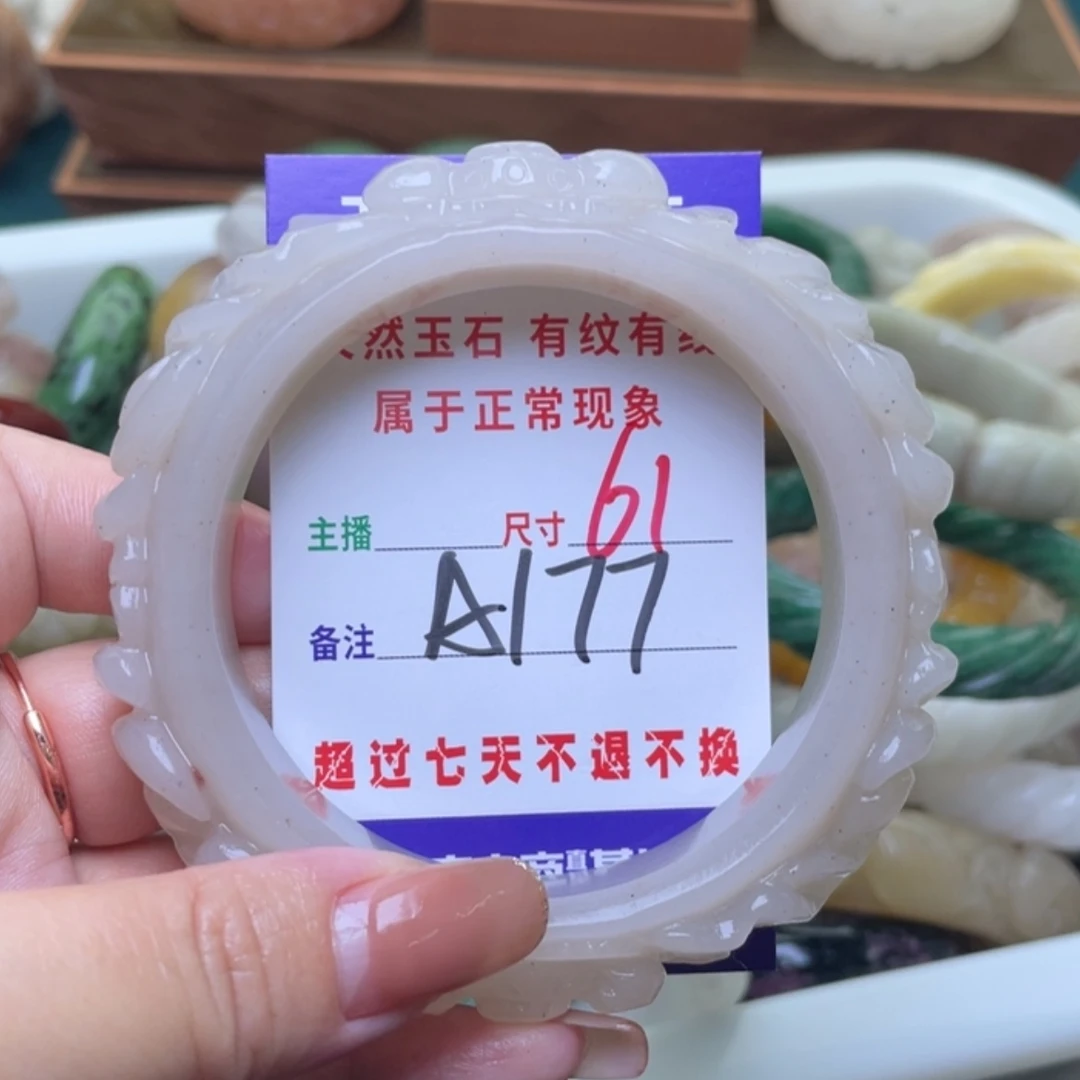 然玉石 有纹有纹
属于正常现象
主播 尺寸 61
备注 A177
超过七天不退不换